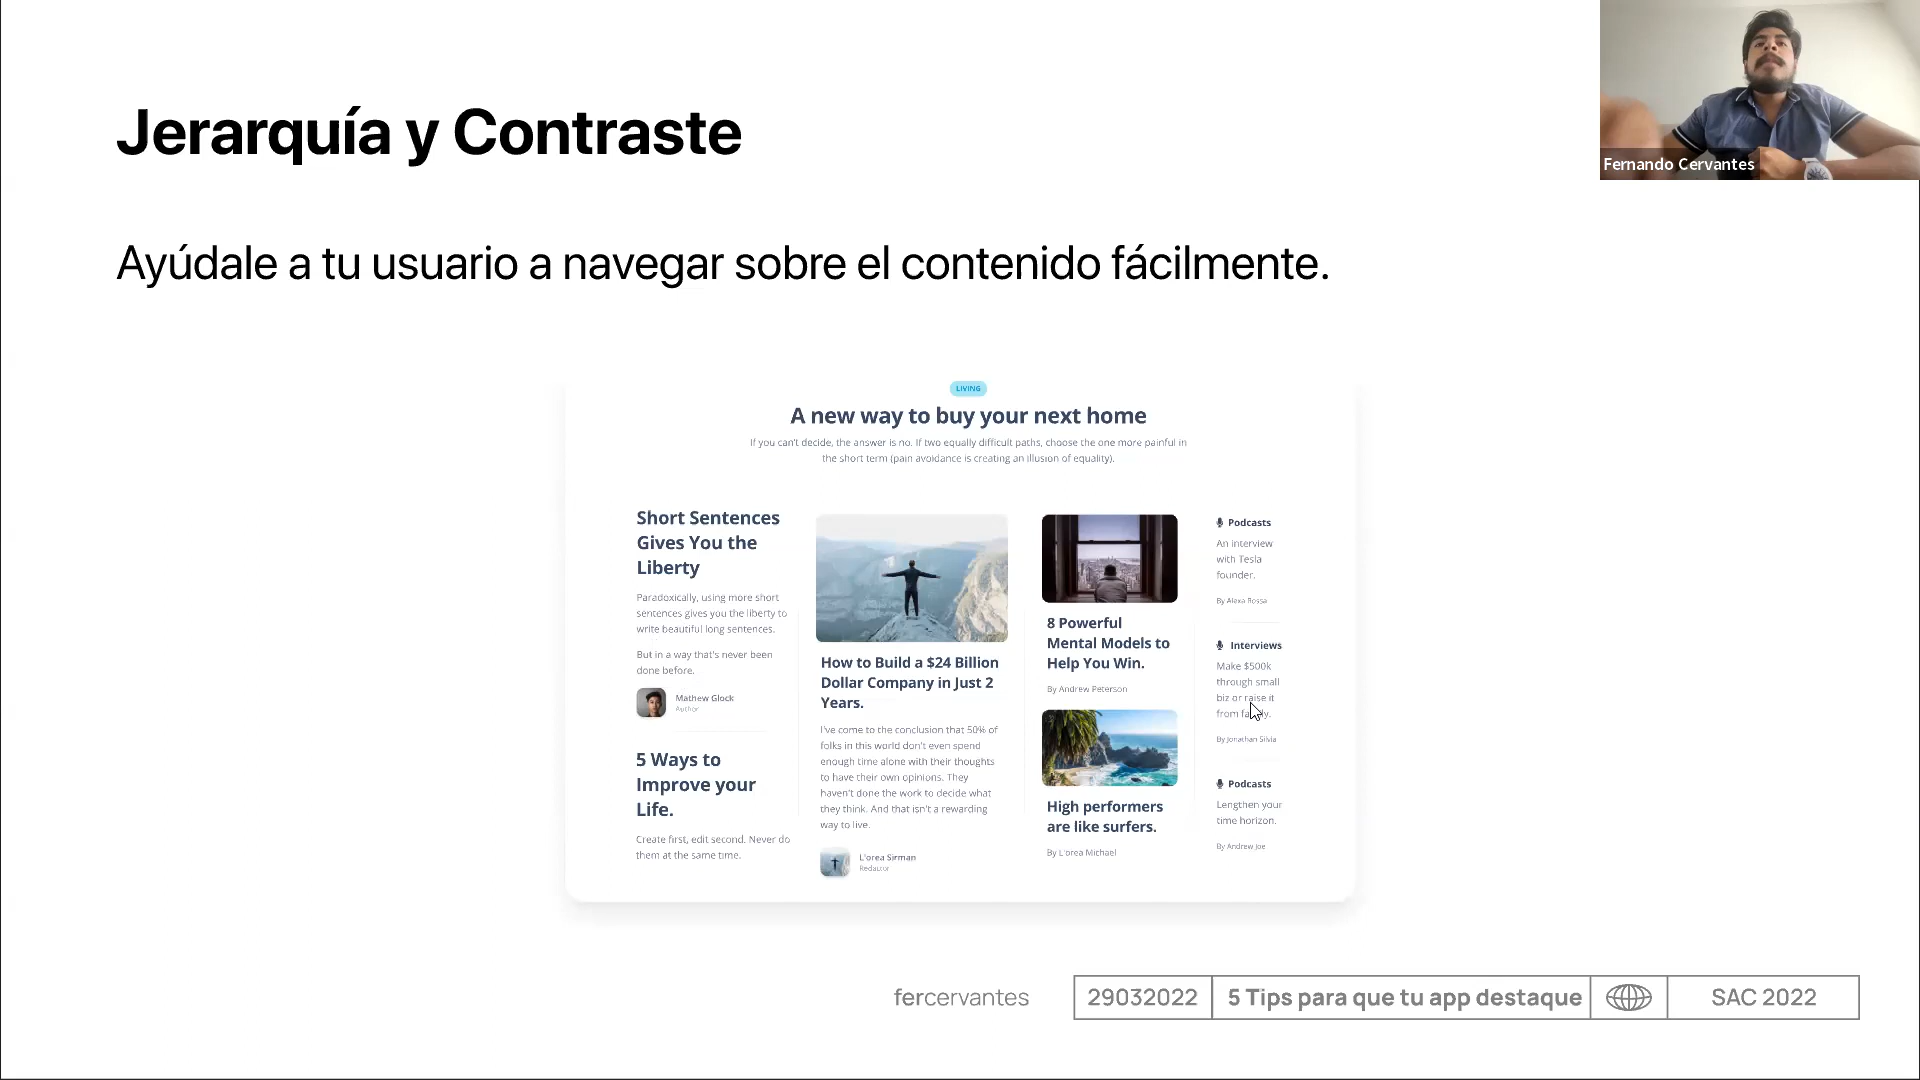 Jerarquía y Contraste
Fernando Cervantes
Ayúdale a tu usuario a navegar sobre el contenido fácilmente.
LIVING
A new way to buy your next home
If you can't decide, the answer is no. If two equally difficult paths, choose the one more painful in
the short term (pain avoidance is creating an illusion of equality).
Short Sentences
Gives You the
Liberty
Paradoxically, using more short
sentences gives you the liberty to
write beautiful long sentences.
But in a way that's never been
done before.
Mathew Glock
Author
5 Ways to
Improve your
Life.
Create first, edit second. Never do
them at the same time.
How to Build a $24 Billion
Dollar Company in Just 2
Years.
I've come to the conclusion that 50% of
folks in this world don't even spend
enough time alone with their thoughts
to have their own opinions. They
haven't done the work to decide what
they think. And that isn't a rewarding
way to live.
L'orea Sirman
Redactor
8 Powerful
Mental Models to
Help You Win.
By Andrew Peterson
High performers
are like surfers.
By L'orea Michael
Podcasts
An interview
with Tesla
founder.
By Alexa Rossa
Interviews
Make $500k
through small
biz or raise it
from family.
By Jonathan Silvia
Podcasts
Lengthen your
time horizon.
By Andrew Joe
fercervantes
29032022
5 Tips para que tu app destaque
SAC 2022